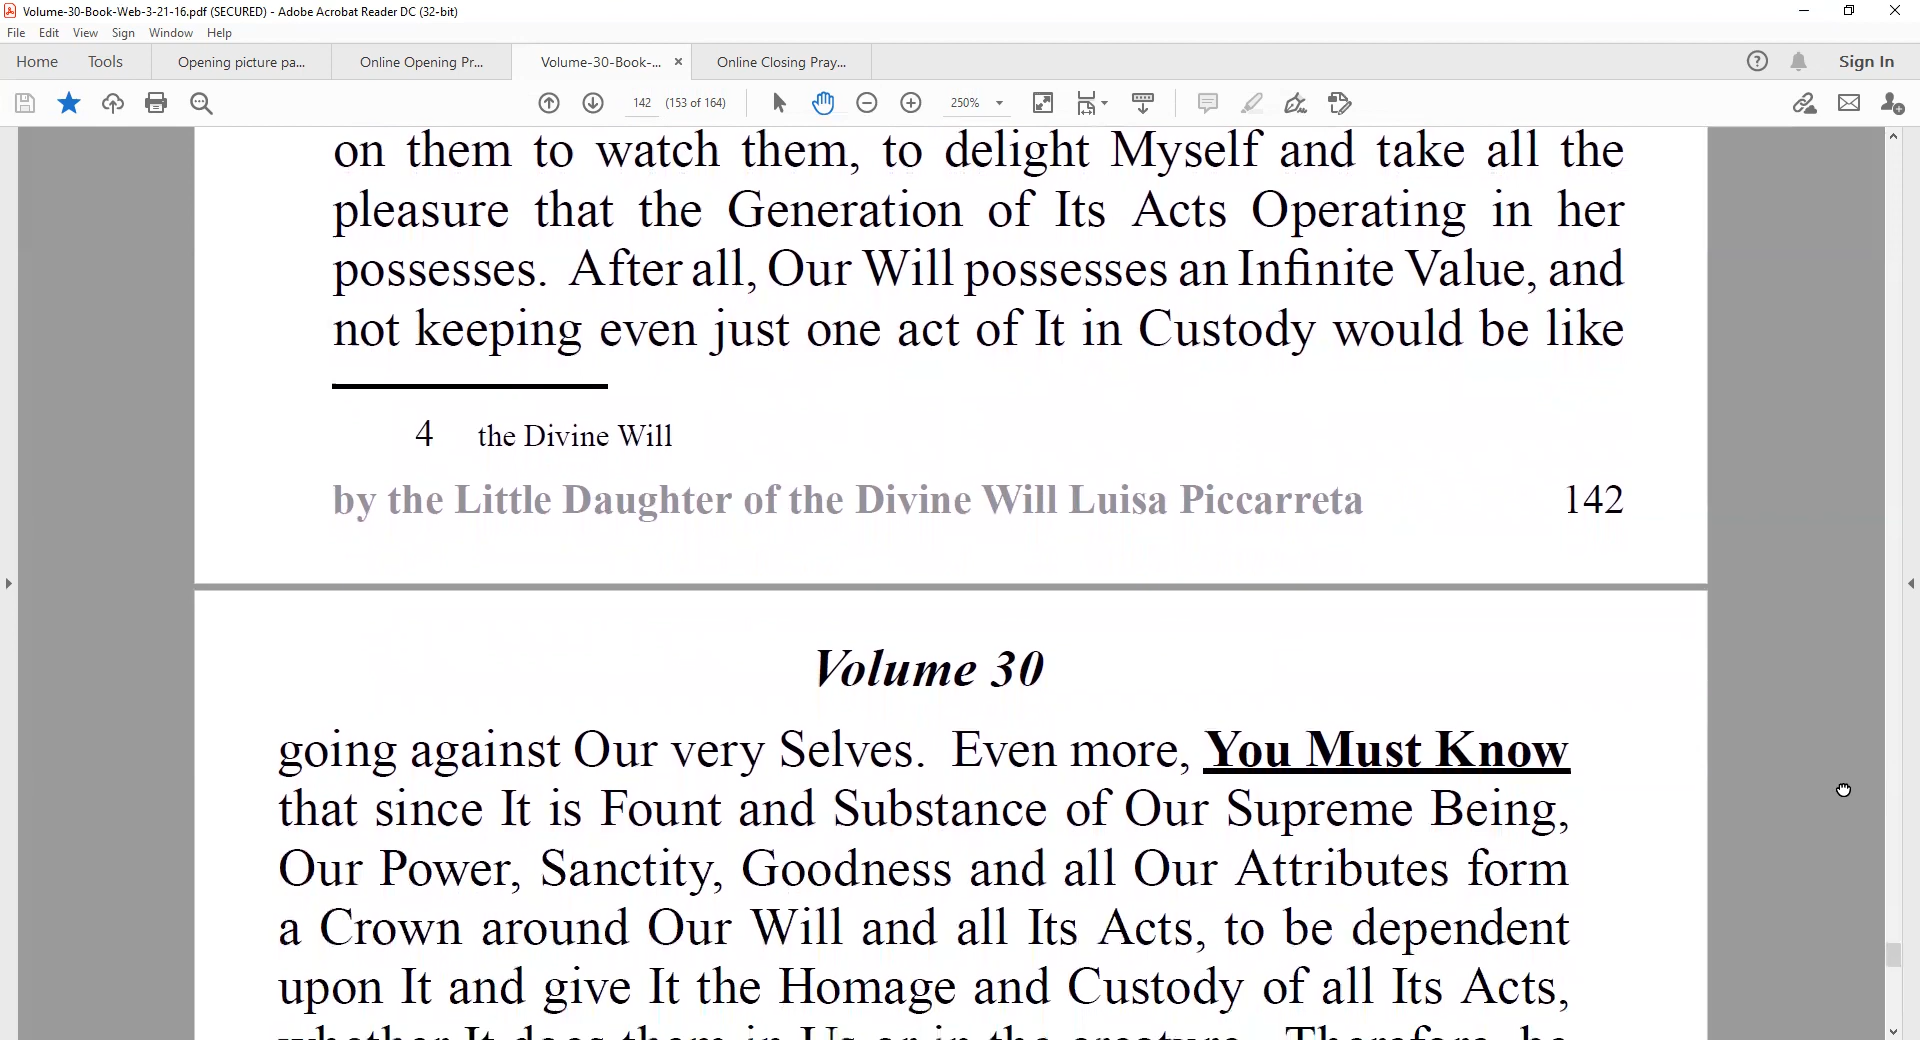 Volume-30-Book-Web-3-21-16.pdf (SECURED) - Adobe Acrobat Reader DC (32-bit)
File Edit View Sign Window Help
Home Tools Opening picture pa... Online Opening Pr... Volume-30-Book-... × Online Closing Pray... Sign In
142 (153 of 164) 250%
on them to watch them, to delight Myself and take all the
pleasure that the Generation of Its Acts Operating in her
possesses. After all, Our Will possesses an Infinite Value, and
not keeping even just one act of It in Custody would be like
4 the Divine Will
by the Little Daughter of the Divine Will Luisa Piccarreta 142
Volume 30
going against Our very Selves. Even more, You Must Know
that since It is Fount and Substance of Our Supreme Being,
Our Power, Sanctity, Goodness and all Our Attributes form
a Crown around Our Will and all Its Acts, to be dependent
upon It and give It the Homage and Custody of all Its Acts,
whether It does them in Us or in the creature. Therefore, be